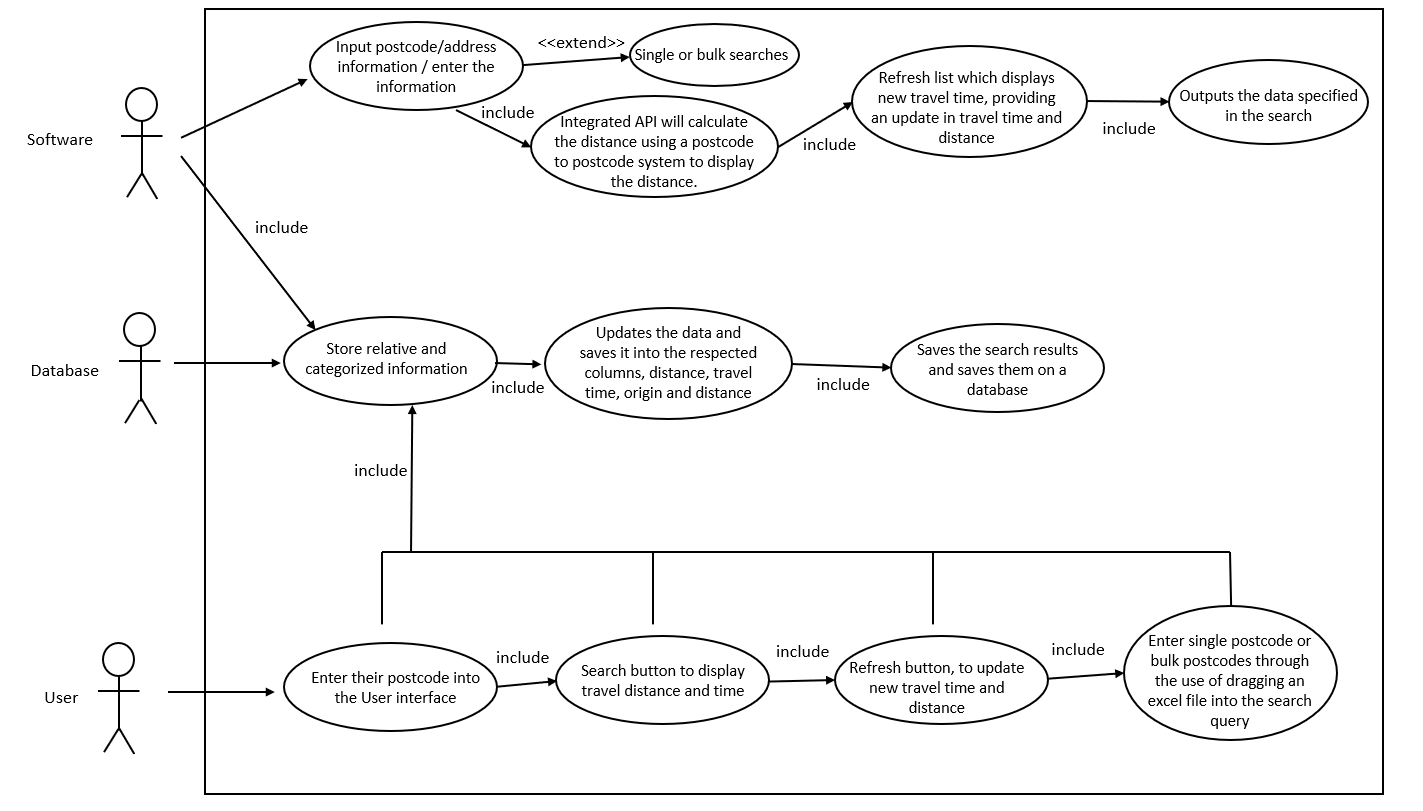 Software
Input postcode/address
information / enter the
information
<<extend>>
Single or bulk searches
include
Integrated API will calculate
the distance using a postcode
to postcode system to display
the distance.
include
Refresh list which displays
new travel time, providing
an update in travel time and
distance
include
Outputs the data specified
in the search
include
Database
Store relative and
categorized information
include
Updates the data and
saves it into the respected
columns, distance, travel
time, origin and distance
include
Saves the search results
and saves them on a
database
include
User
Enter their postcode into
the User interface
include
Search button to display
travel distance and time
include
Refresh button, to update
new travel time and
distance
include
Enter single postcode or
bulk postcodes through
the use of dragging an
excel file into the search
query